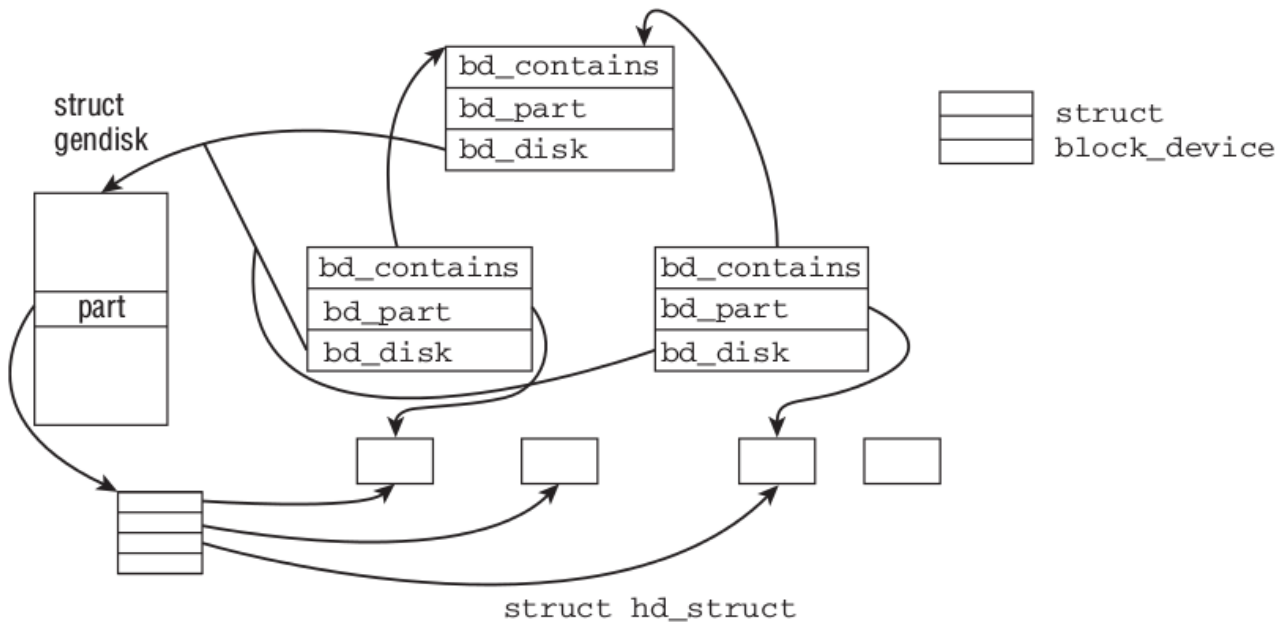 bd_contains
bd_part
bd_disk
struct
gendisk
struct
block_device
part
bd_contains
bd_part
bd_disk
bd_contains
bd_part
bd_disk
struct hd_struct